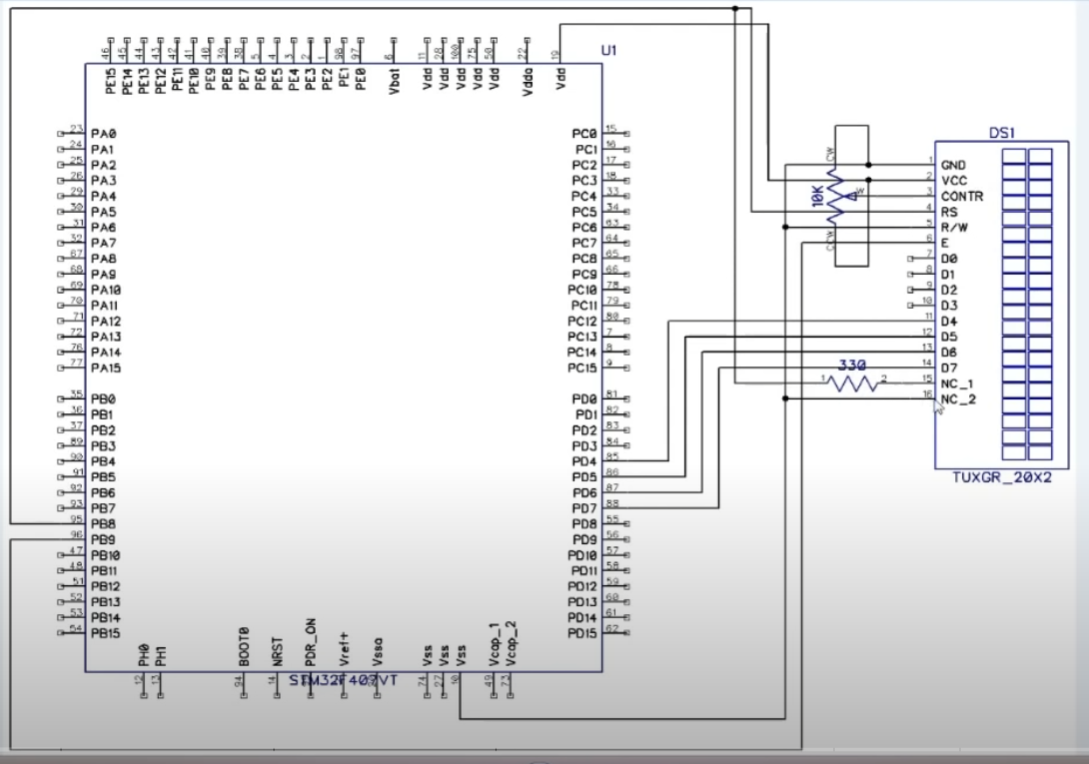 U1
46 45 44 43 42 41 40 39 38 5 4 3 2 1 98 97 6 11 28 100 75 50 22 19
PE15 PE14 PE13 PE12 PE11 PE10 PE9 PE8 PE7 PE6 PE5 PE4 PE3 PE2 PE1 PE0 Vbat Vdd Vdd Vdd Vdd Vdd Vdda Vdd
23 PA0
24 PA1
25 PA2
26 PA3
29 PA4
30 PA5
31 PA6
32 PA7
67 PA8
68 PA9
69 PA10
70 PA11
71 PA12
72 PA13
76 PA14
77 PA15
35 PB0
36 PB1
37 PB2
89 PB3
90 PB4
91 PB5
92 PB6
93 PB7
95 PB8
96 PB9
47 PB10
48 PB11
51 PB12
52 PB13
53 PB14
54 PB15
PC0 15
PC1 16
PC2 17
PC3 18
PC4 33
PC5 34
PC6 63
PC7 64
PC8 65
PC9 66
PC10 78
PC11 79
PC12 80
PC13 7
PC14 8
PC15 9
PD0 81
PD1 82
PD2 83
PD3 84
PD4 85
PD5 86
PD6 87
PD7 88
PD8 55
PD9 56
PD10 57
PD11 58
PD12 59
PD13 60
PD14 61
PD15 62
PH0 PH1 BOOT0 NRST PDR_ON Vref+ Vssa Vss Vss Vss Vcap_1 Vcap_2
12 13 94 14 74 27 10 49 73
STM32F407VT
CW
10K
W
CCW
330
1 2
DS1
1 GND
2 VCC
3 CONTR
4 RS
5 R/W
6 E
7 D0
8 D1
9 D2
10 D3
11 D4
12 D5
13 D6
14 D7
15 NC_1
16 NC_2
TUXGR_20X2